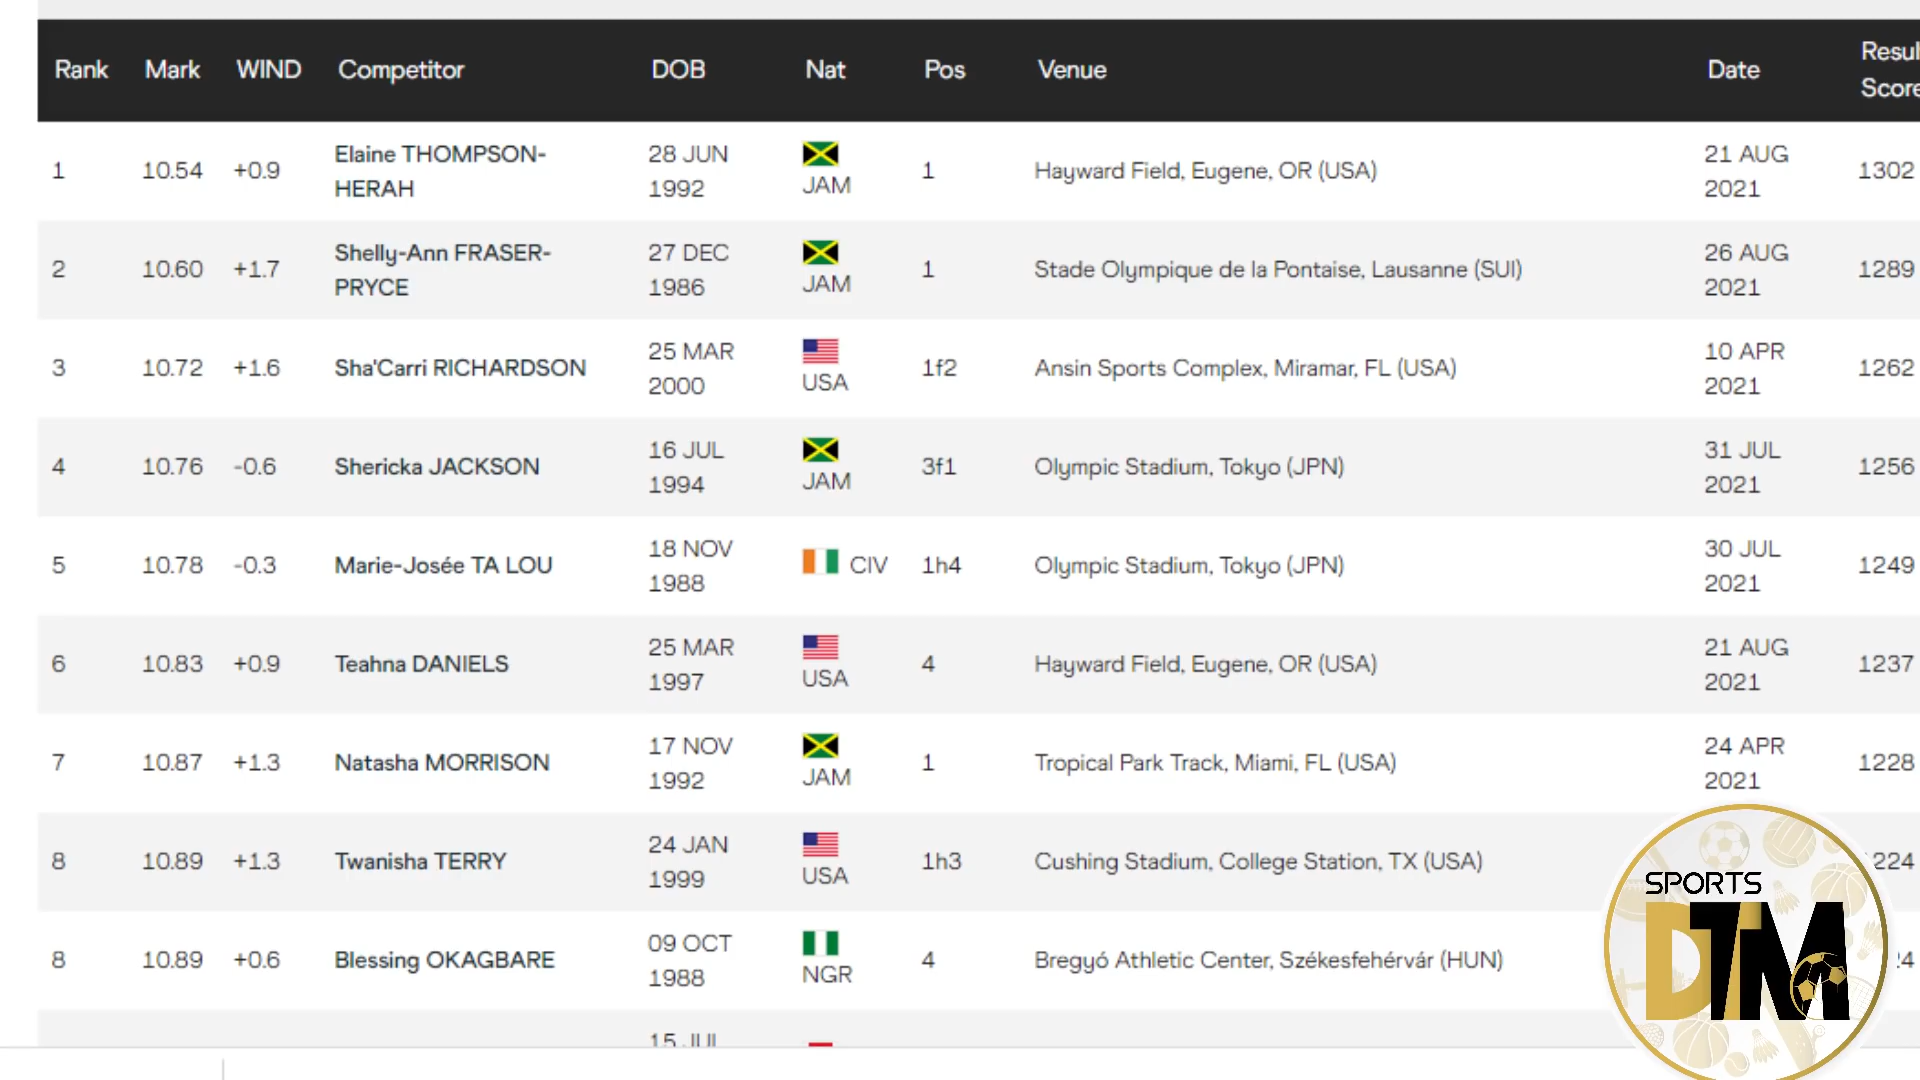 Rank Mark WIND Competitor DOB Nat Pos Venue Date Resul
Score
1 10.54 +0.9 Elaine THOMPSON-
HERAH 28 JUN
1992 JAM 1 Hayward Field, Eugene, OR (USA) 21 AUG
2021 1302
2 10.60 +1.7 Shelly-Ann FRASER-
PRYCE 27 DEC
1986 JAM 1 Stade Olympique de la Pontaise, Lausanne (SUI) 26 AUG
2021 1289
3 10.72 +1.6 Sha'Carri RICHARDSON 25 MAR
2000 USA 1f2 Ansin Sports Complex, Miramar, FL (USA) 10 APR
2021 1262
4 10.76 -0.6 Shericka JACKSON 16 JUL
1994 JAM 3f1 Olympic Stadium, Tokyo (JPN) 31 JUL
2021 1256
5 10.78 -0.3 Marie-Josée TA LOU 18 NOV
1988 CIV 1h4 Olympic Stadium, Tokyo (JPN) 30 JUL
2021 1249
6 10.83 +0.9 Teahna DANIELS 25 MAR
1997 USA 4 Hayward Field, Eugene, OR (USA) 21 AUG
2021 1237
7 10.87 +1.3 Natasha MORRISON 17 NOV
1992 JAM 1 Tropical Park Track, Miami, FL (USA) 24 APR
2021 1228
8 10.89 +1.3 Twanisha TERRY 24 JAN
1999 USA 1h3 Cushing Stadium, College Station, TX (USA) 224
8 10.89 +0.6 Blessing OKAGBARE 09 OCT
1988 NGR 4 Bregyó Athletic Center, Székesfehérvár (HUN) 4
15 JUL
SPORTS
DTM